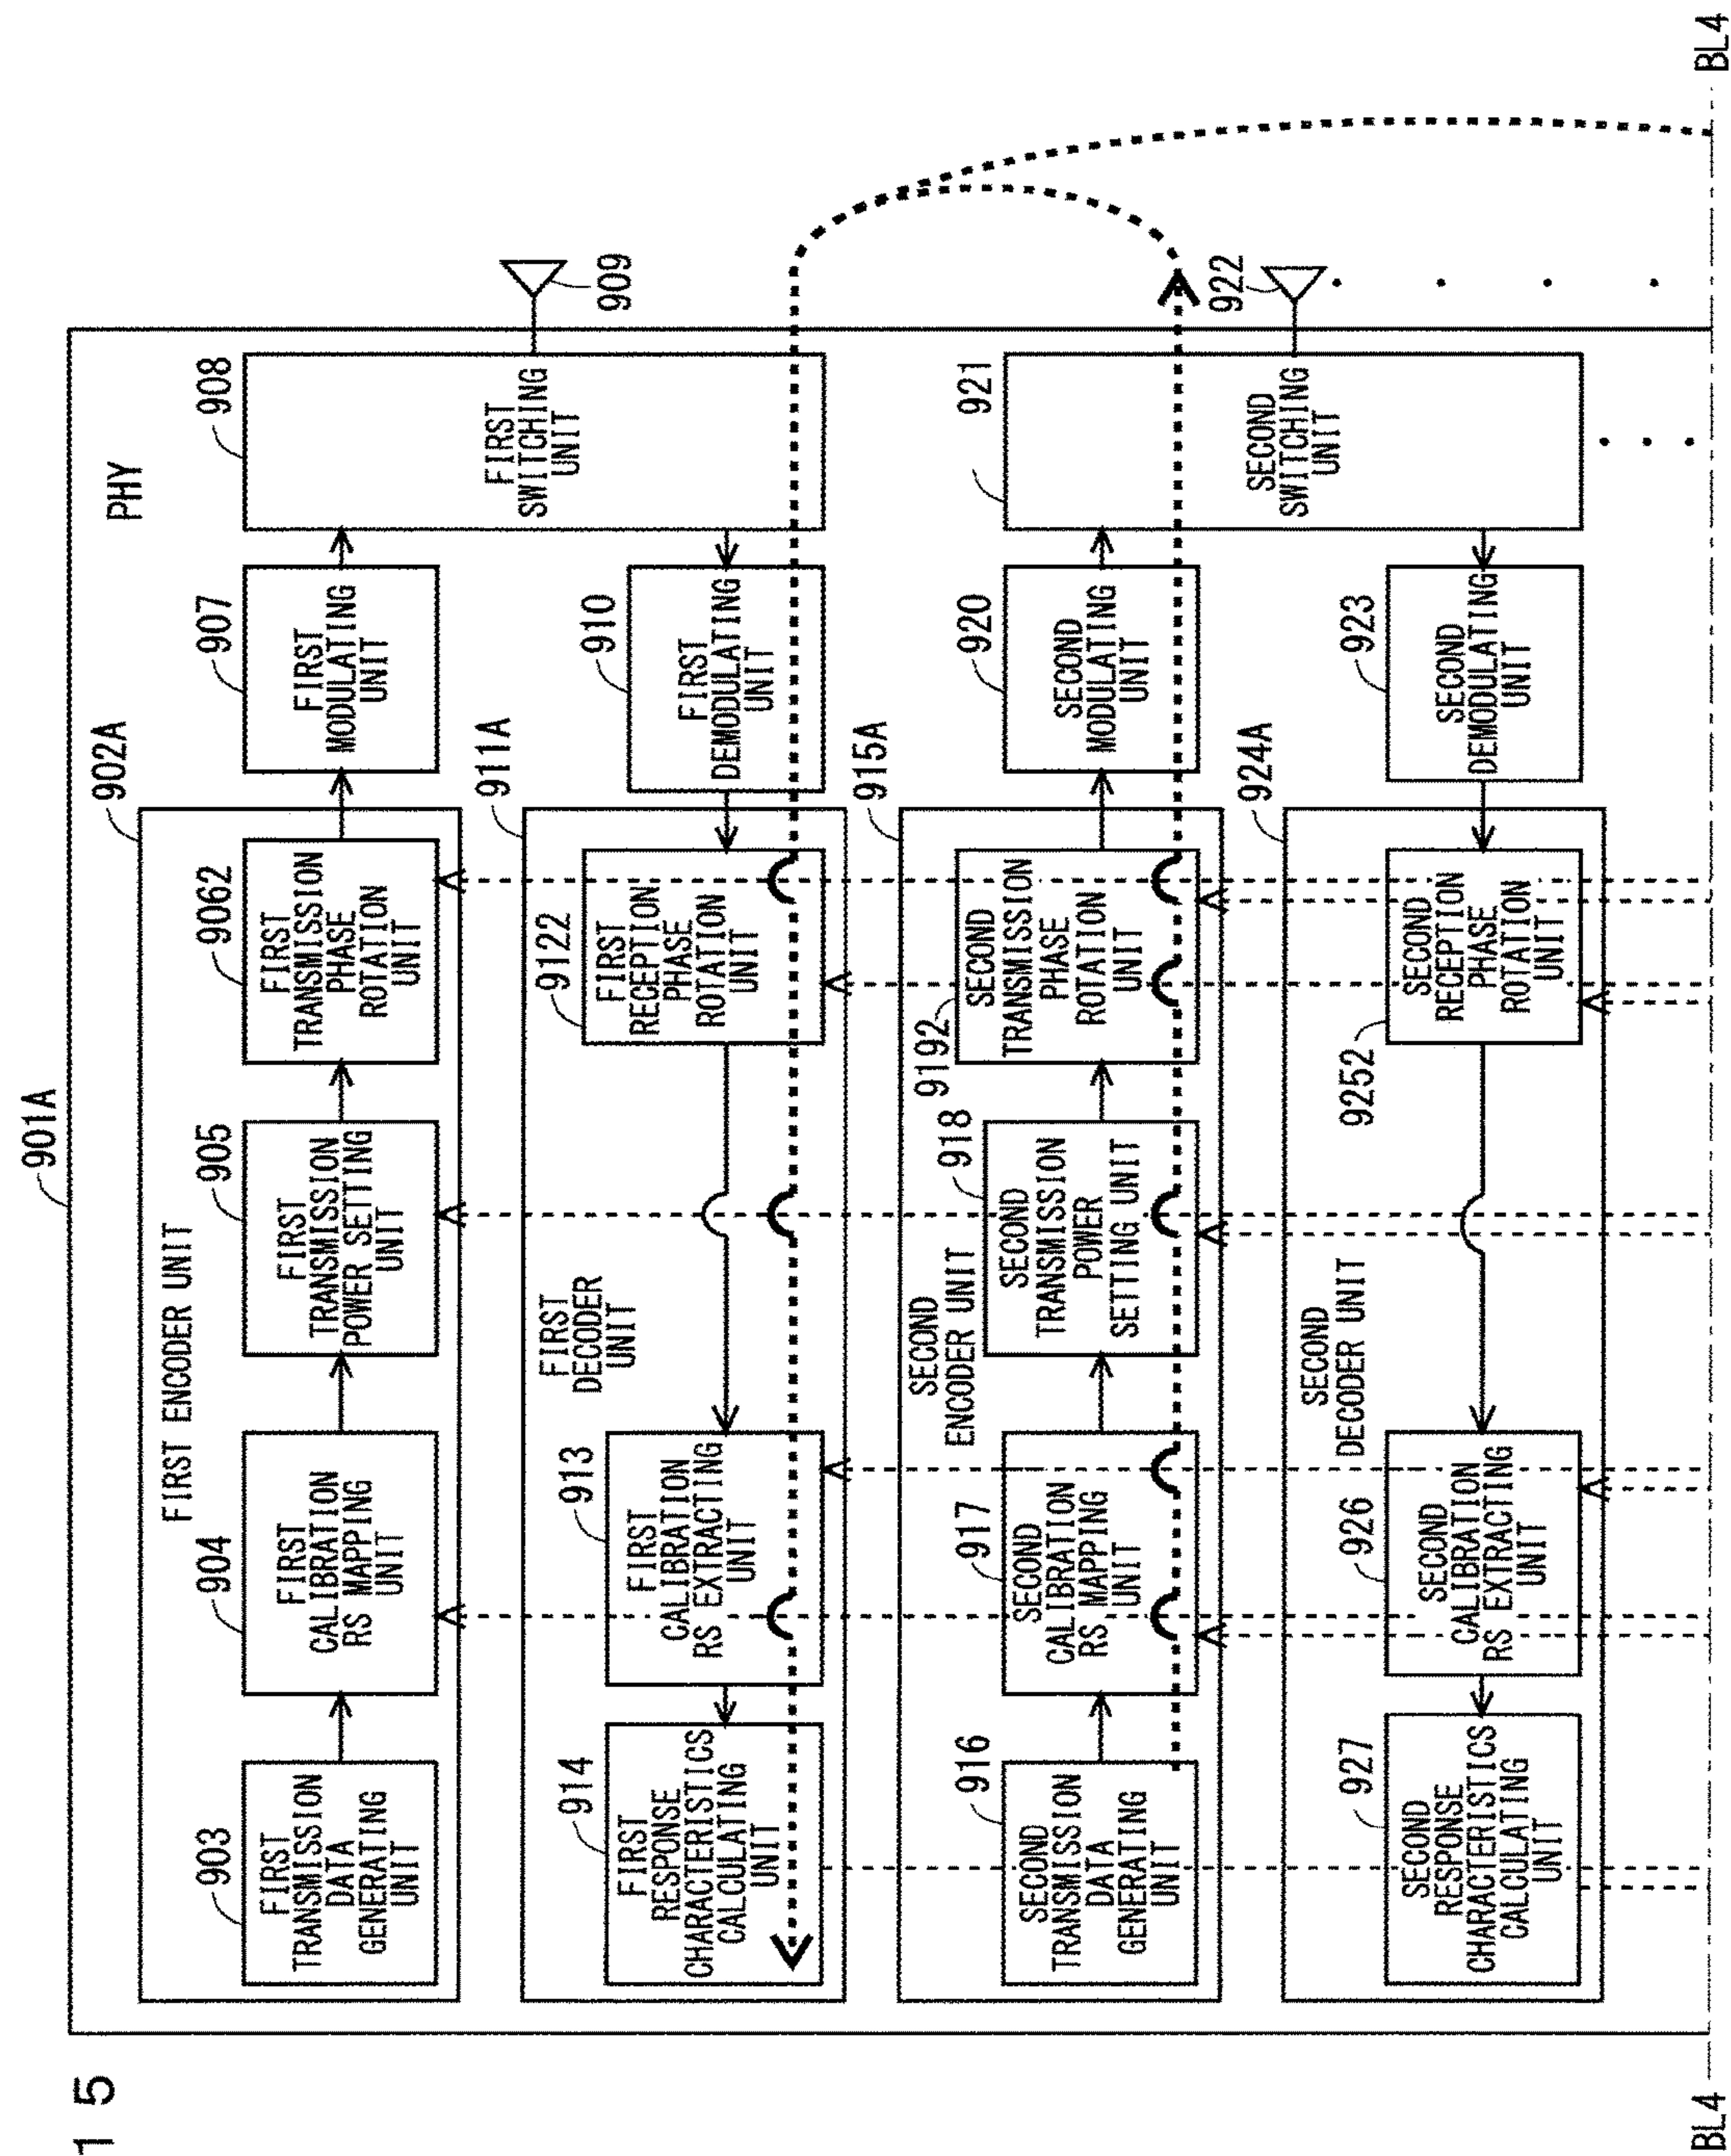 15
901A
PHY
902A
FIRST ENCODER UNIT
903
FIRST
TRANSMISSION
DATA
GENERATING
UNIT
904
FIRST
CALIBRATION
RS MAPPING
UNIT
905
FIRST
TRANSMISSION
POWER SETTING
UNIT
9062
FIRST
TRANSMISSION
PHASE
ROTATION
UNIT
907
FIRST
MODULATING
UNIT
908
FIRST
SWITCHING
UNIT
909
911A
FIRST
DECODER
UNIT
914
FIRST
RESPONSE
CHARACTERISTICS
CALCULATING
UNIT
913
FIRST
CALIBRATION
RS EXTRACTING
UNIT
9122
FIRST
RECEPTION
PHASE
ROTATION
UNIT
910
FIRST
DEMODULATING
UNIT
915A
SECOND
ENCODER UNIT
916
SECOND
TRANSMISSION
DATA
GENERATING
UNIT
917
SECOND
CALIBRATION
RS MAPPING
UNIT
918
SECOND
TRANSMISSION
POWER
SETTING UNIT
9192
SECOND
TRANSMISSION
PHASE
ROTATION
UNIT
920
SECOND
MODULATING
UNIT
921
SECOND
SWITCHING
UNIT
922
924A
SECOND
DECODER UNIT
927
SECOND
RESPONSE
CHARACTERISTICS
CALCULATING
UNIT
926
SECOND
CALIBRATION
RS EXTRACTING
UNIT
9252
SECOND
RECEPTION
PHASE
ROTATION
UNIT
923
SECOND
DEMODULATING
UNIT
BL4
BL4